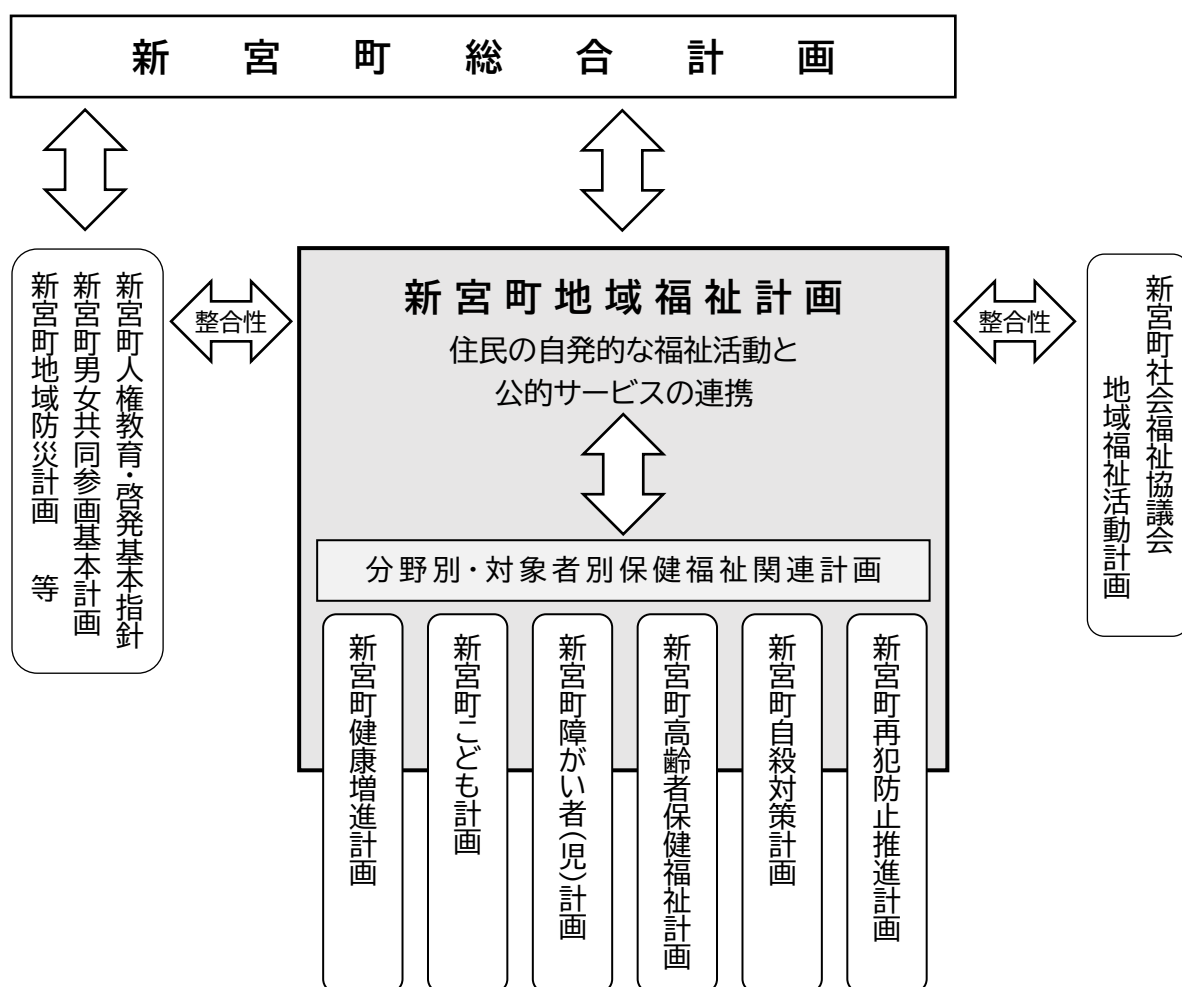 新宮町総合計画
新宮町人権教育・啓発基本指針
新宮町男女共同参画基本計画
新宮町地域防災計画 等
整合性
新宮町地域福祉計画
住民の自発的な福祉活動と
公的サービスの連携
整合性
新宮町社会福祉協議会
地域福祉活動計画
分野別・対象者別保健福祉関連計画
新宮町健康増進計画
新宮町こども計画
新宮町障がい者(児)計画
新宮町高齢者保健福祉計画
新宮町自殺対策計画
新宮町再犯防止推進計画